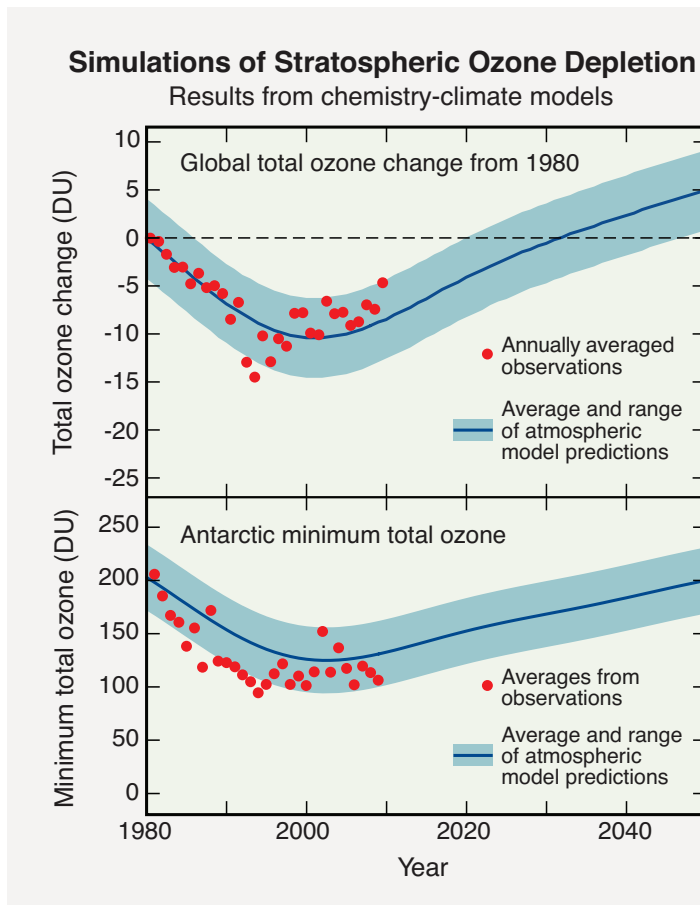 Simulations of Stratospheric Ozone Depletion
Results from chemistry-climate models
Total ozone change (DU)
10
5
0
-5
-10
-15
-20
-25
Global total ozone change from 1980
Annually averaged
observations
Average and range
of atmospheric
model predictions
Minimum total ozone (DU)
250
200
150
100
50
0
Antarctic minimum total ozone
Averages from
observations
Average and range
of atmospheric
model predictions
1980
2000
2020
2040
Year